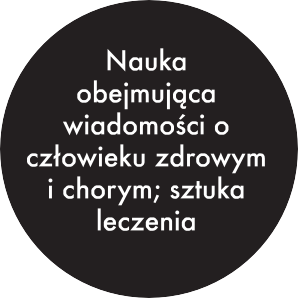 Nauka
obejmująca
wiadomości o
człowieku zdrowym
i chorym; sztuka
leczenia